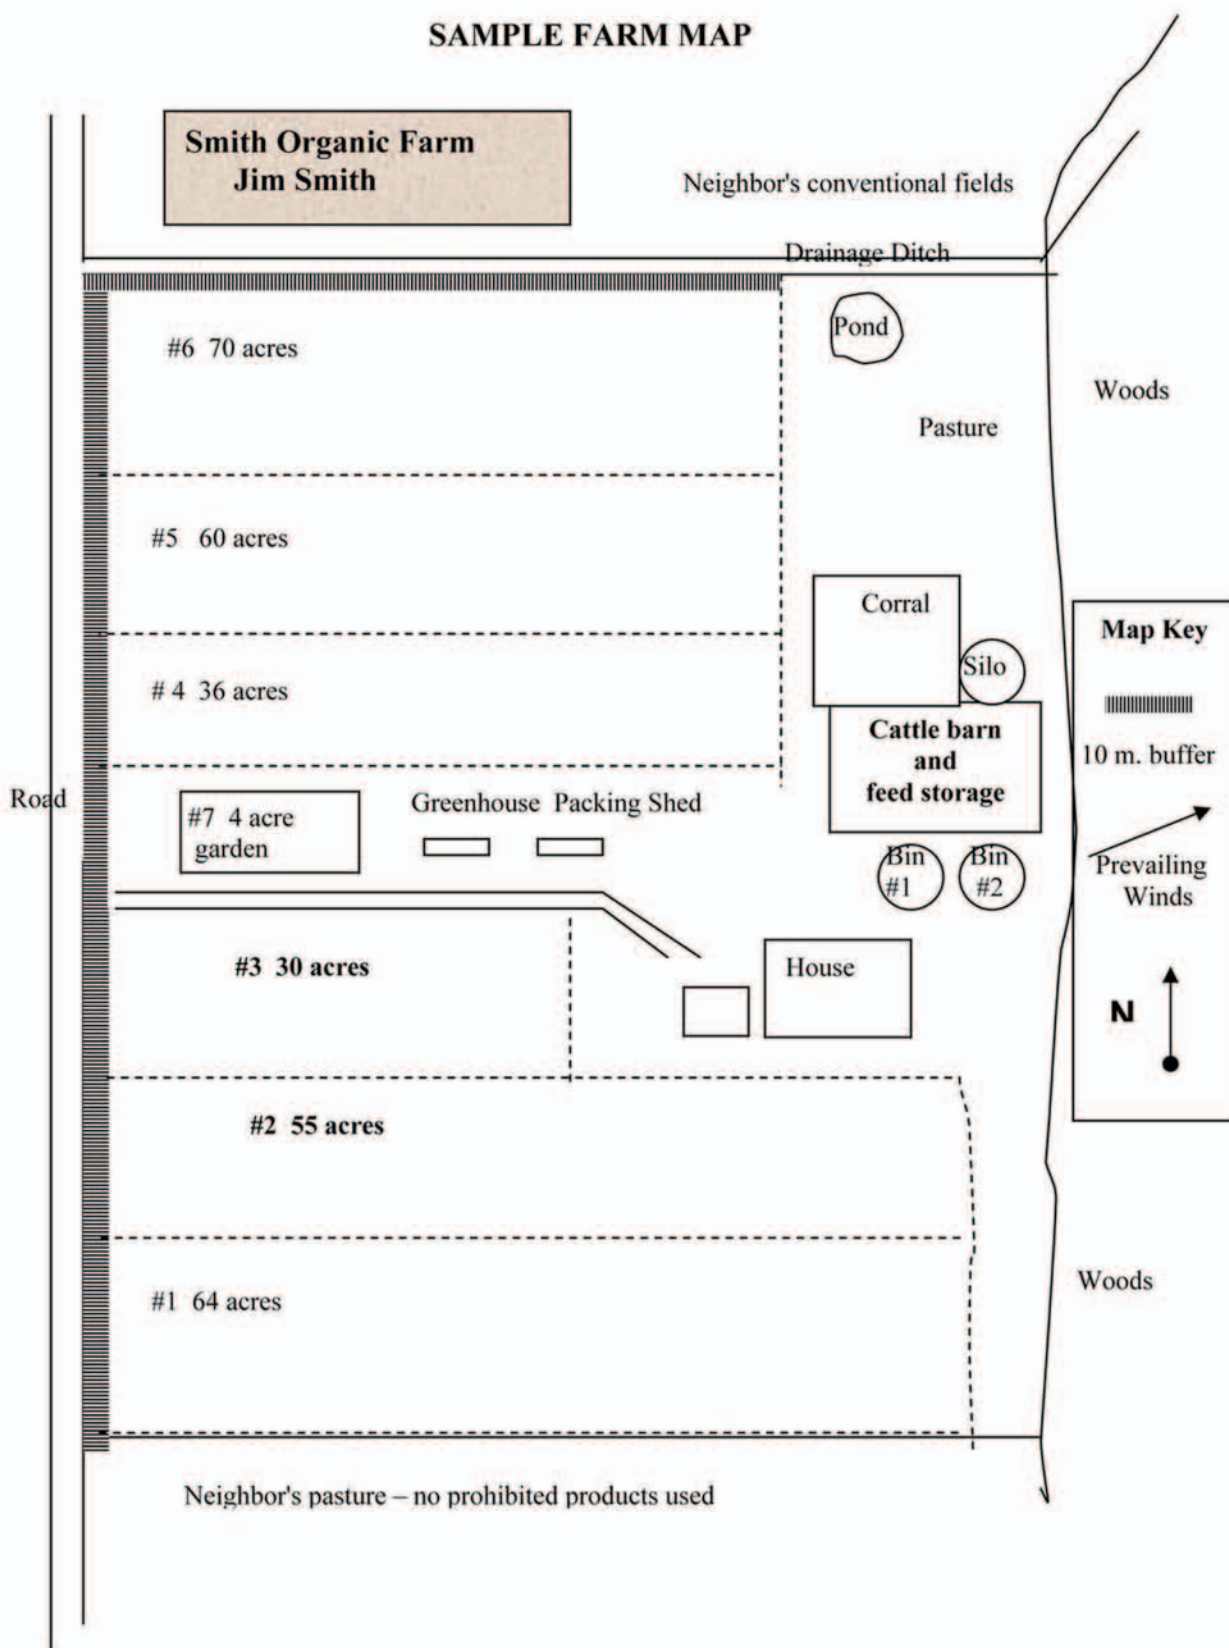 SAMPLE FARM MAP
Smith Organic Farm
Jim Smith
Neighbor's conventional fields
Drainage Ditch
Pond
#6 70 acres
Woods
Pasture
#5 60 acres
Corral
Map Key
Silo
# 4 36 acres
Cattle barn
and
feed storage
10 m. buffer
Road
Greenhouse Packing Shed
#7 4 acre
garden
Bin
#1
Bin
#2
Prevailing
Winds
#3 30 acres
House
N
#2 55 acres
Woods
#1 64 acres
Neighbor's pasture – no prohibited products used